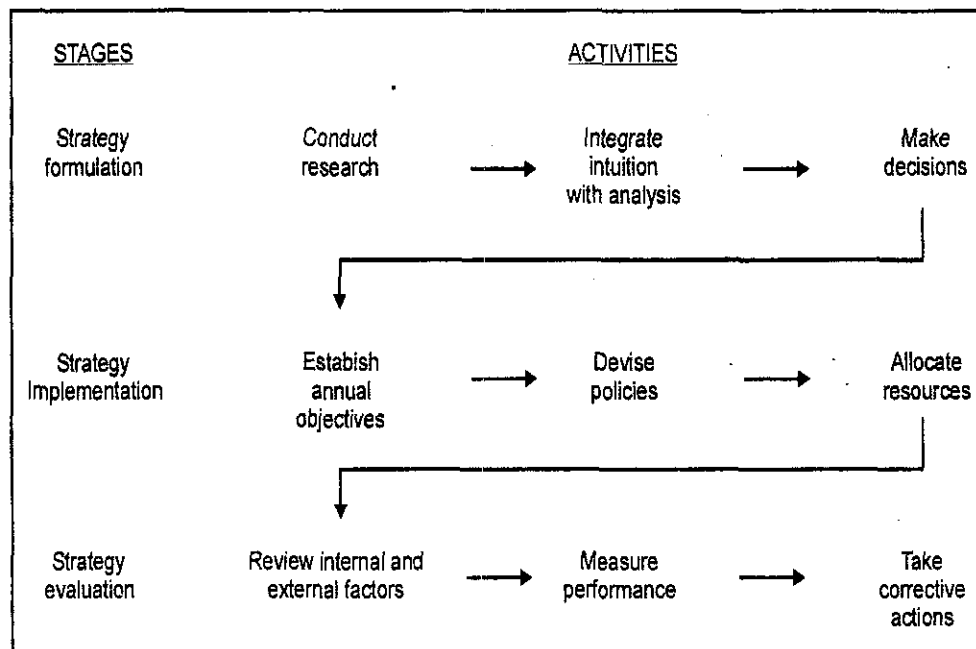 STAGES ACTIVITIES
Strategy Conduct Integrate Make
formulation research intuition decisions
with analysis
Strategy Estabish Devise Allocate
Implementation annual policies resources
objectives
Strategy Review internal and Measure Take
evaluation external factors performance corrective
actions